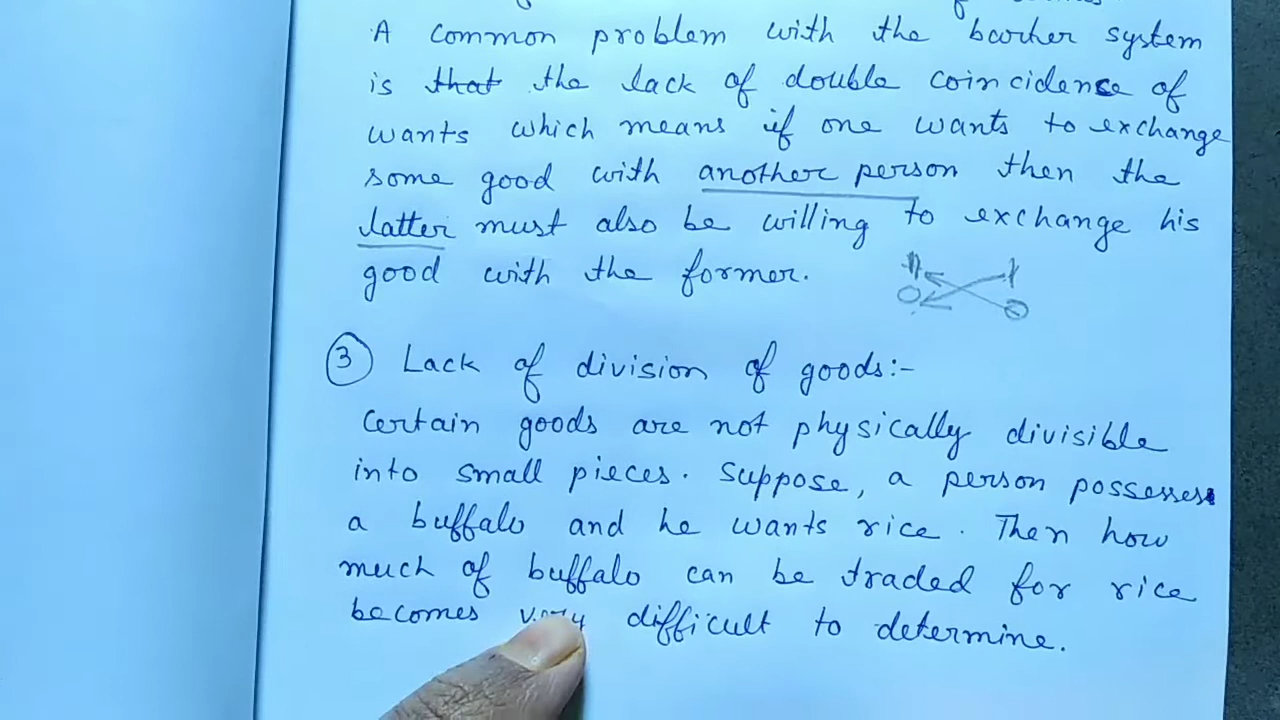 A common problem with the barter system
is that the lack of double coincidence of
wants which means if one wants to exchange
some good with another person then the
latter must also be willing to exchange his
good with the former.
3 Lack of division of goods:-
Certain goods are not physically divisible
into small pieces. Suppose, a person possesses
a buffalo and he wants rice. Then how
much of buffalo can be traded for rice
becomes very difficult to determine.